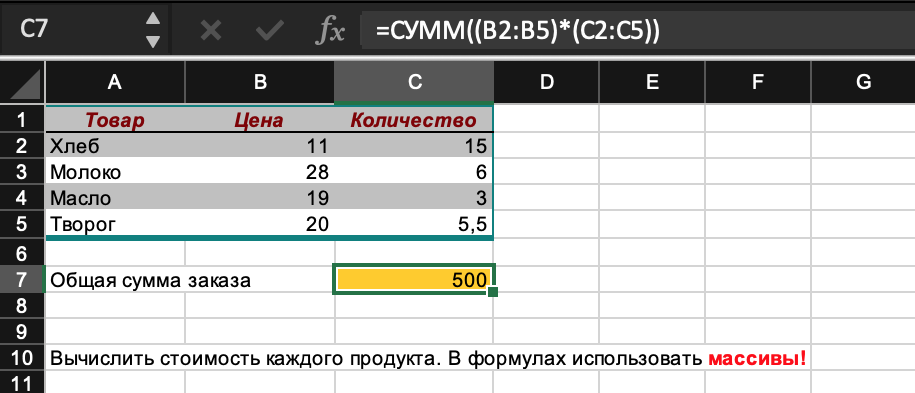 C7 fx =СУММ((B2:B5)*(C2:C5))
A B C D E F G
1 Товар Цена Количество
2 Хлеб 11 15
3 Молоко 28 6
4 Масло 19 3
5 Творог 20 5,5
6
7 Общая сумма заказа 500
8
9
10 Вычислить стоимость каждого продукта. В формулах использовать массивы!
11